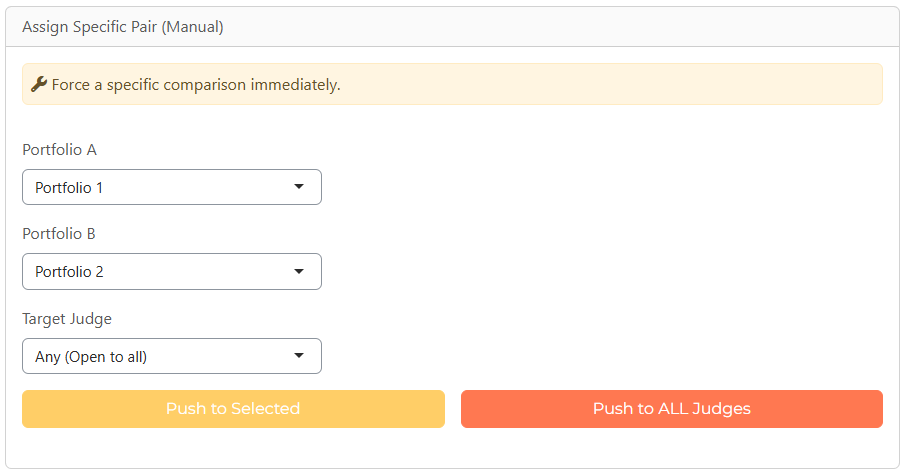 Assign Specific Pair (Manual)
Force a specific comparison immediately.
Portfolio A
Portfolio 1
Portfolio B
Portfolio 2
Target Judge
Any (Open to all)
Push to Selected
Push to ALL Judges